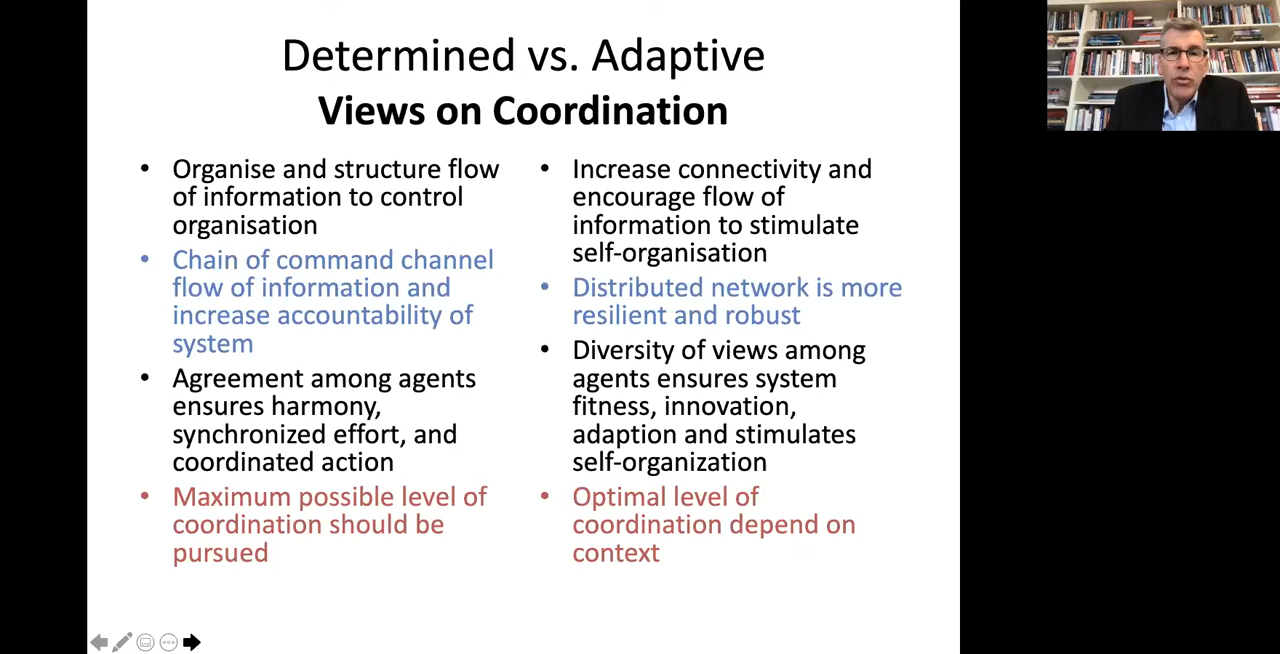 Determined vs. Adaptive
Views on Coordination
• Organise and structure flow
of information to control
organisation
• Chain of command channel
flow of information and
increase accountability of
system
• Agreement among agents
ensures harmony,
synchronized effort, and
coordinated action
• Maximum possible level of
coordination should be
pursued
• Increase connectivity and
encourage flow of
information to stimulate
self-organisation
• Distributed network is more
resilient and robust
• Diversity of views among
agents ensures system
fitness, innovation,
adaption and stimulates
self-organization
• Optimal level of
coordination depend on
context